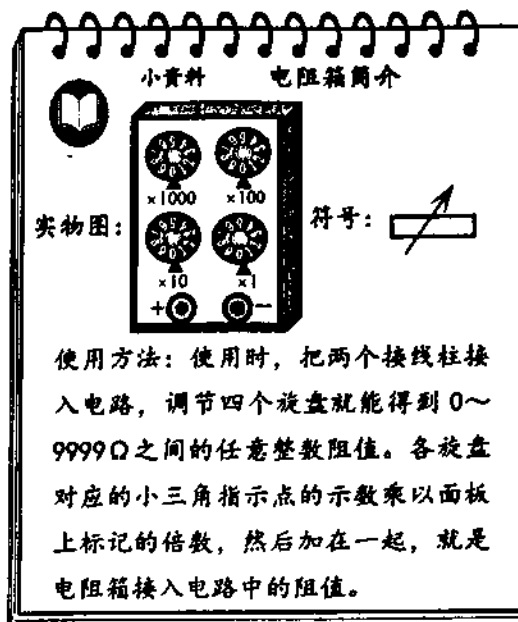 小资料 电阻箱简介
×1000 ×100
实物图: 符号:
×10 ×1
+ −
使用方法:使用时,把两个接线柱接
入电路,调节四个旋盘就能得到 0～
9999Ω之间的任意整数阻值。各旋盘
对应的小三角指示点的示数乘以面板
上标记的倍数,然后加在一起,就是
电阻箱接入电路中的阻值。